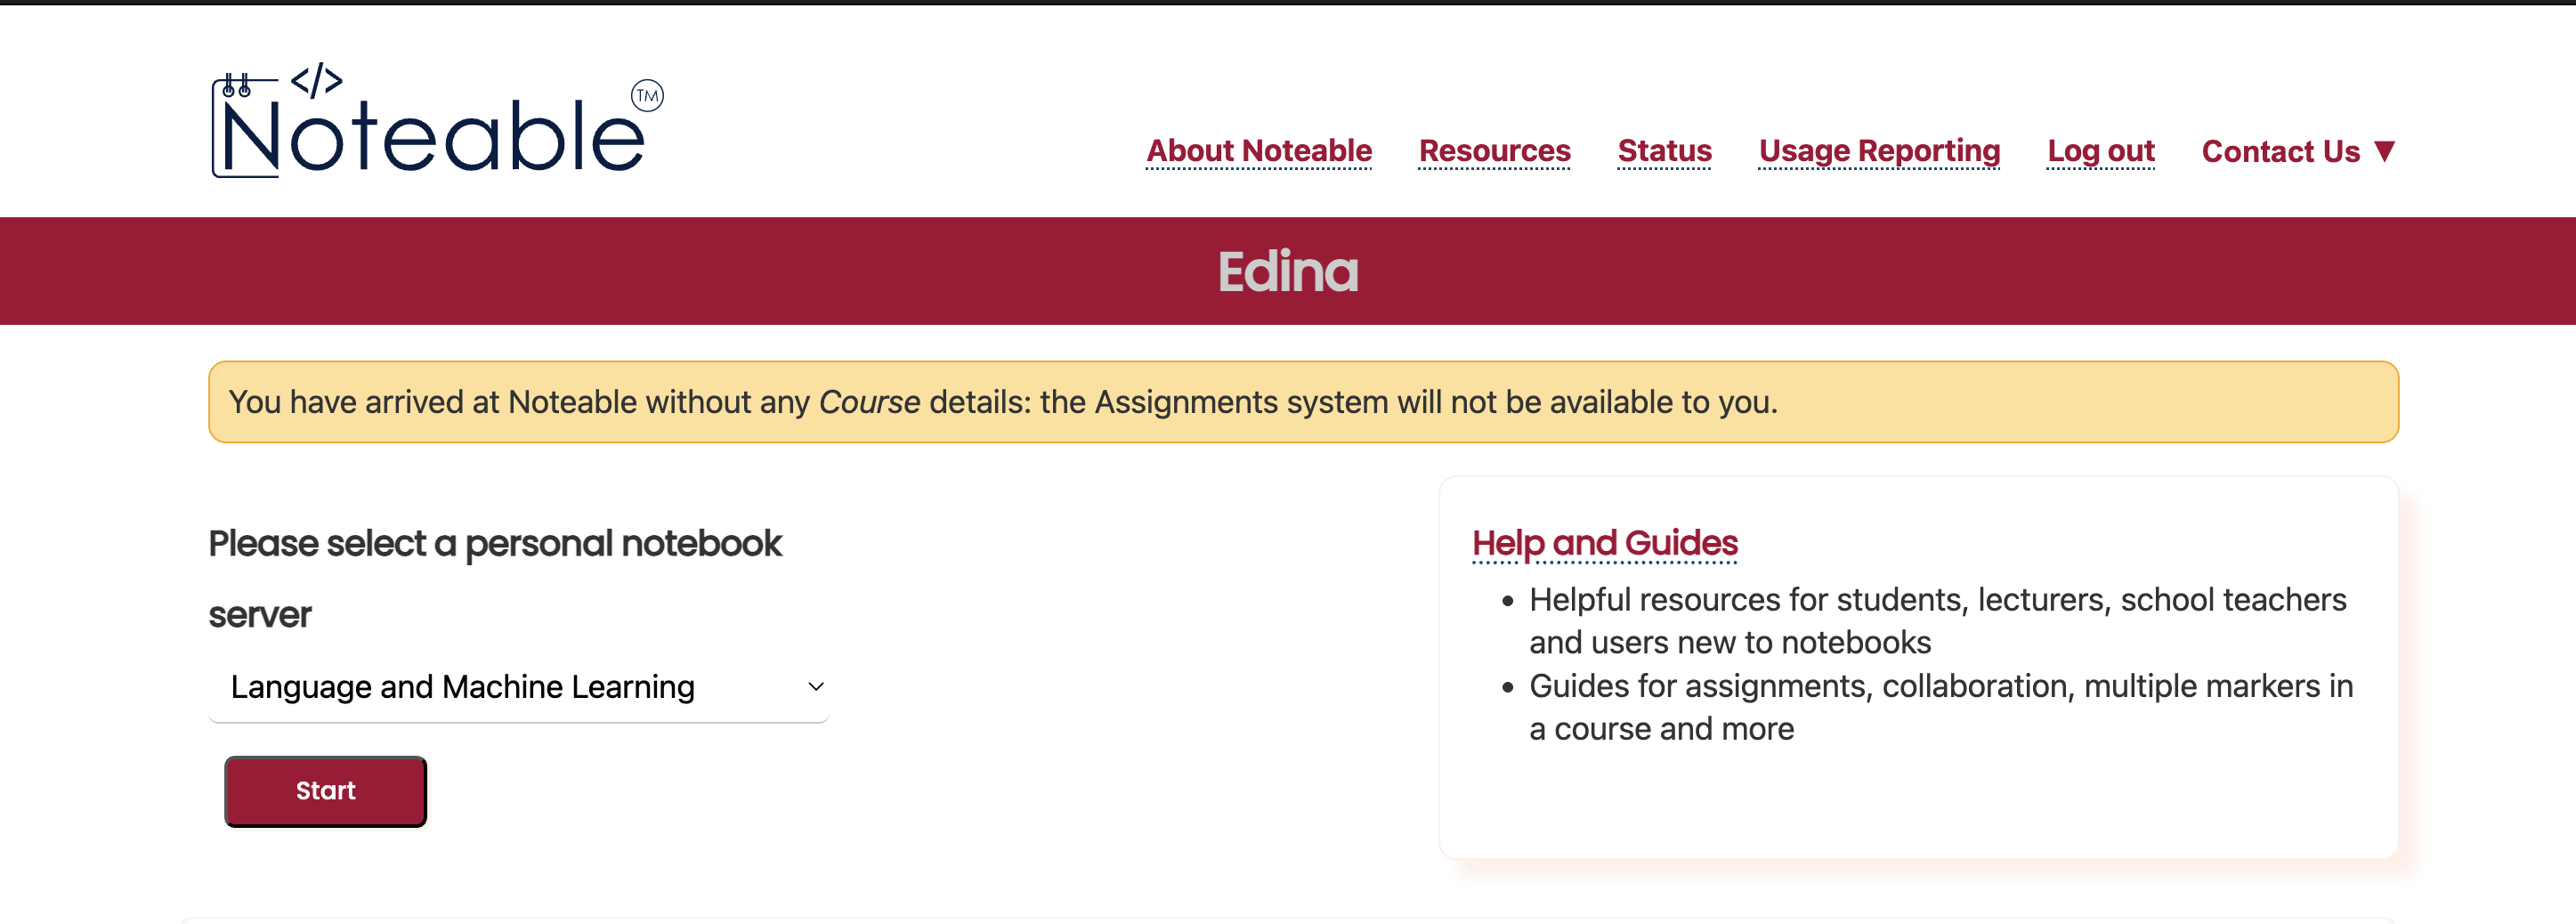 </> Noteable TM
About Noteable Resources Status Usage Reporting Log out Contact Us ▼
Edina
You have arrived at Noteable without any Course details: the Assignments system will not be available to you.
Please select a personal notebook
server
Language and Machine Learning
Start
Help and Guides
• Helpful resources for students, lecturers, school teachers
and users new to notebooks
• Guides for assignments, collaboration, multiple markers in
a course and more